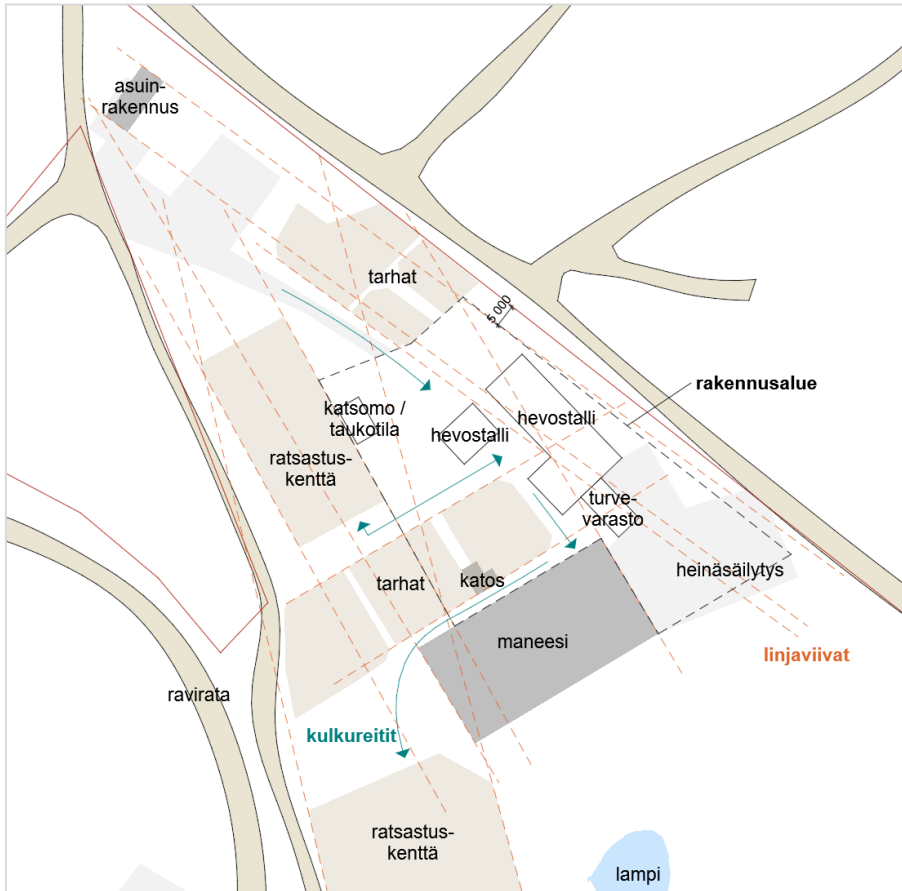 asuin-
rakennus
tarhat
5 000
rakennusalue
katsomo /
taukotila
hevostalli
hevostalli
ratsastus-
kenttä
turve-
varasto
tarhat
katos
heinäsäilytys
maneesi
linjaviivat
ravirata
kulkureitit
ratsastus-
kenttä
lampi